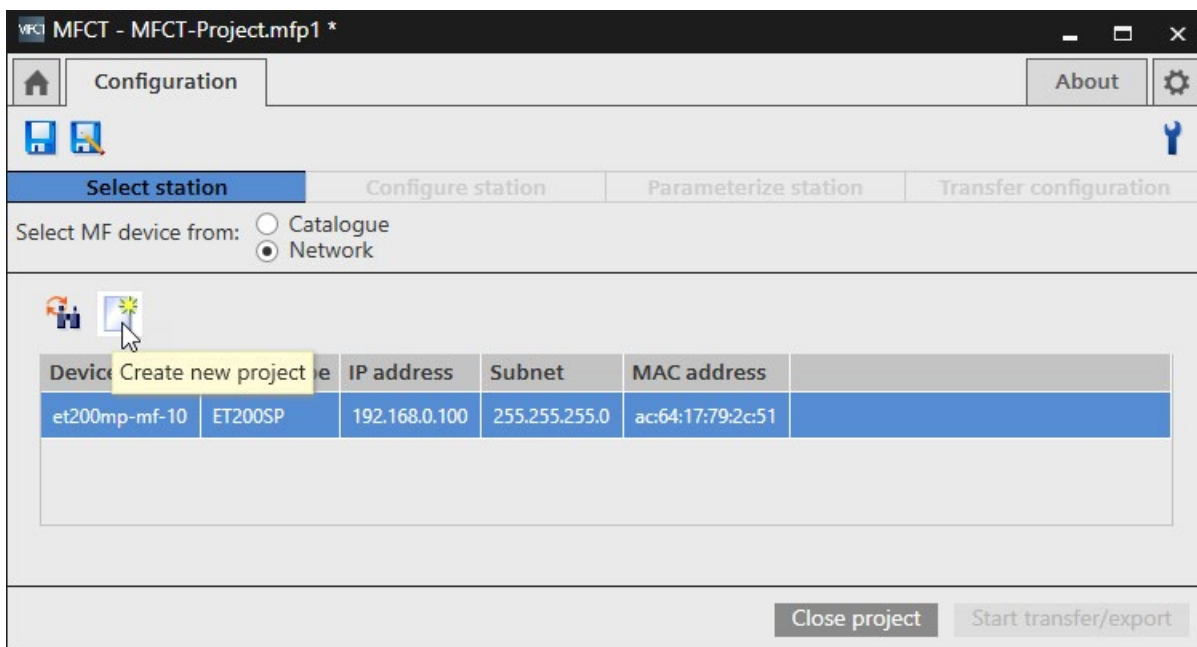 MFCT MFCT - MFCT-Project.mfp1 *
Configuration
About
Select station
Configure station
Parameterize station
Transfer configuration
Select MF device from:
Catalogue
Network
Device
Create new project
IP address
Subnet
MAC address
et200mp-mf-10
ET200SP
192.168.0.100
255.255.255.0
ac:64:17:79:2c:51
Close project
Start transfer/export